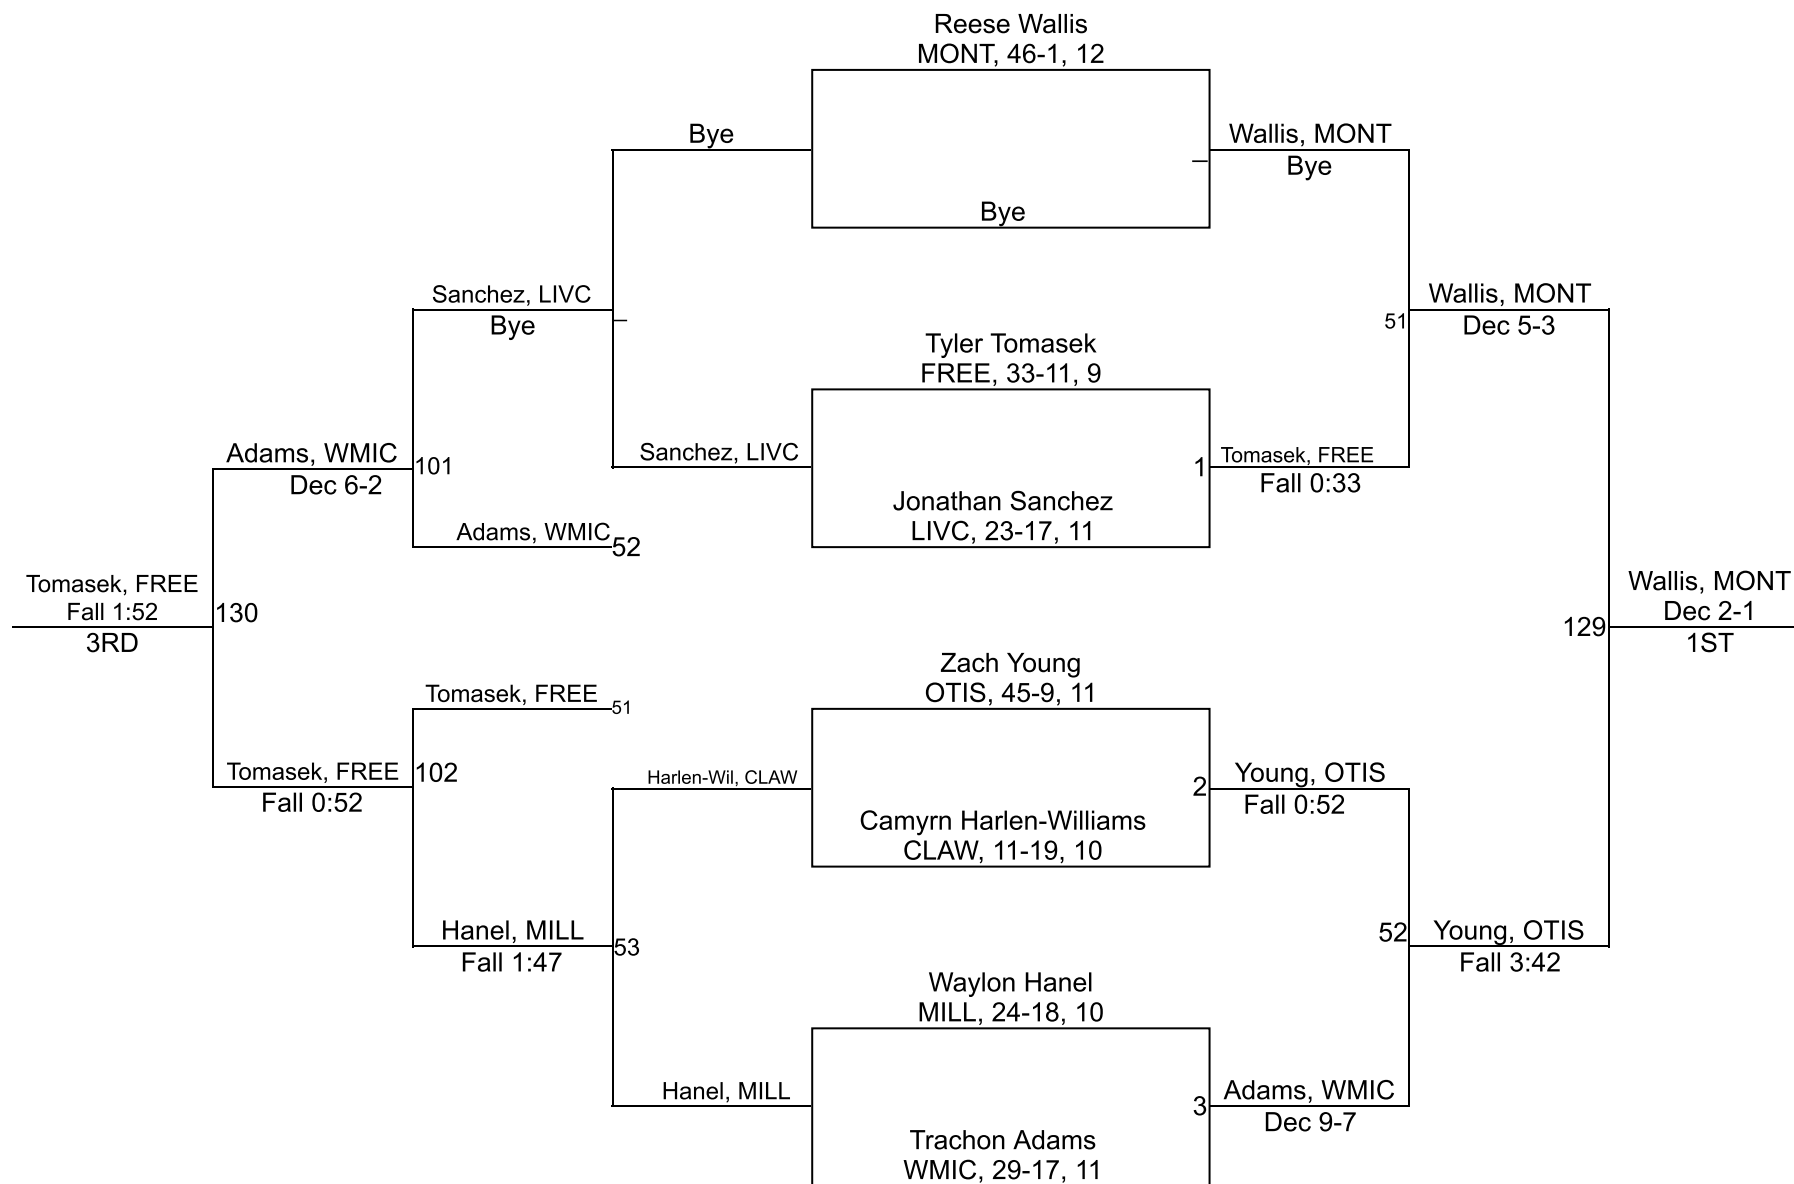 Reese Wallis
MONT, 46-1, 12
Bye
Wallis, MONT
Bye
Bye
Sanchez, LIVC
Bye
Wallis, MONT
51
Dec 5-3
Tyler Tomasek
FREE, 33-11, 9
Adams, WMIC
101
Dec 6-2
Sanchez, LIVC
1
Tomasek, FREE
Fall 0:33
Jonathan Sanchez
LIVC, 23-17, 11
Adams, WMIC
52
Tomasek, FREE
Fall 1:52
130
3RD
Wallis, MONT
Dec 2-1
129
1ST
Zach Young
OTIS, 45-9, 11
Tomasek, FREE
51
Tomasek, FREE
102
Fall 0:52
Harlen-Wil, CLAW
2
Young, OTIS
Fall 0:52
Camyrn Harlen-Williams
CLAW, 11-19, 10
Hanel, MILL
53
Fall 1:47
52
Young, OTIS
Fall 3:42
Waylon Hanel
MILL, 24-18, 10
Hanel, MILL
3
Adams, WMIC
Dec 9-7
Trachon Adams
WMIC, 29-17, 11